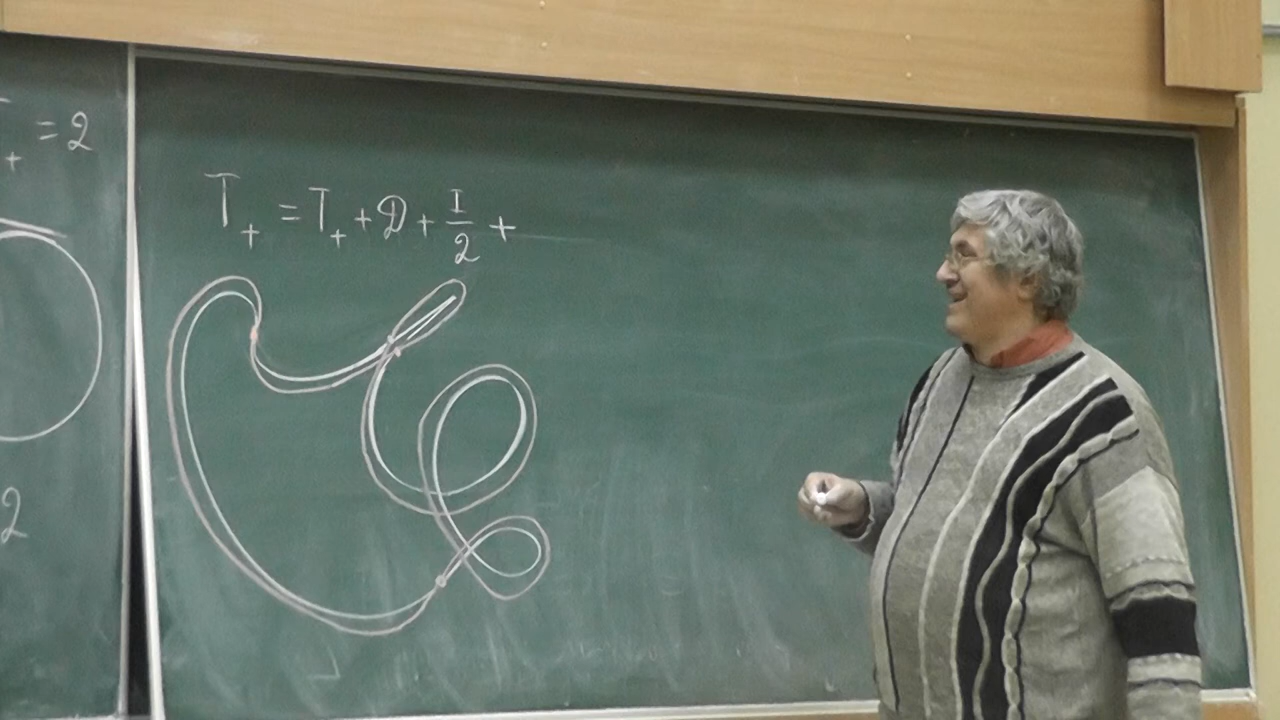 + = 2
T+ = T+ + D + I/2 +
2